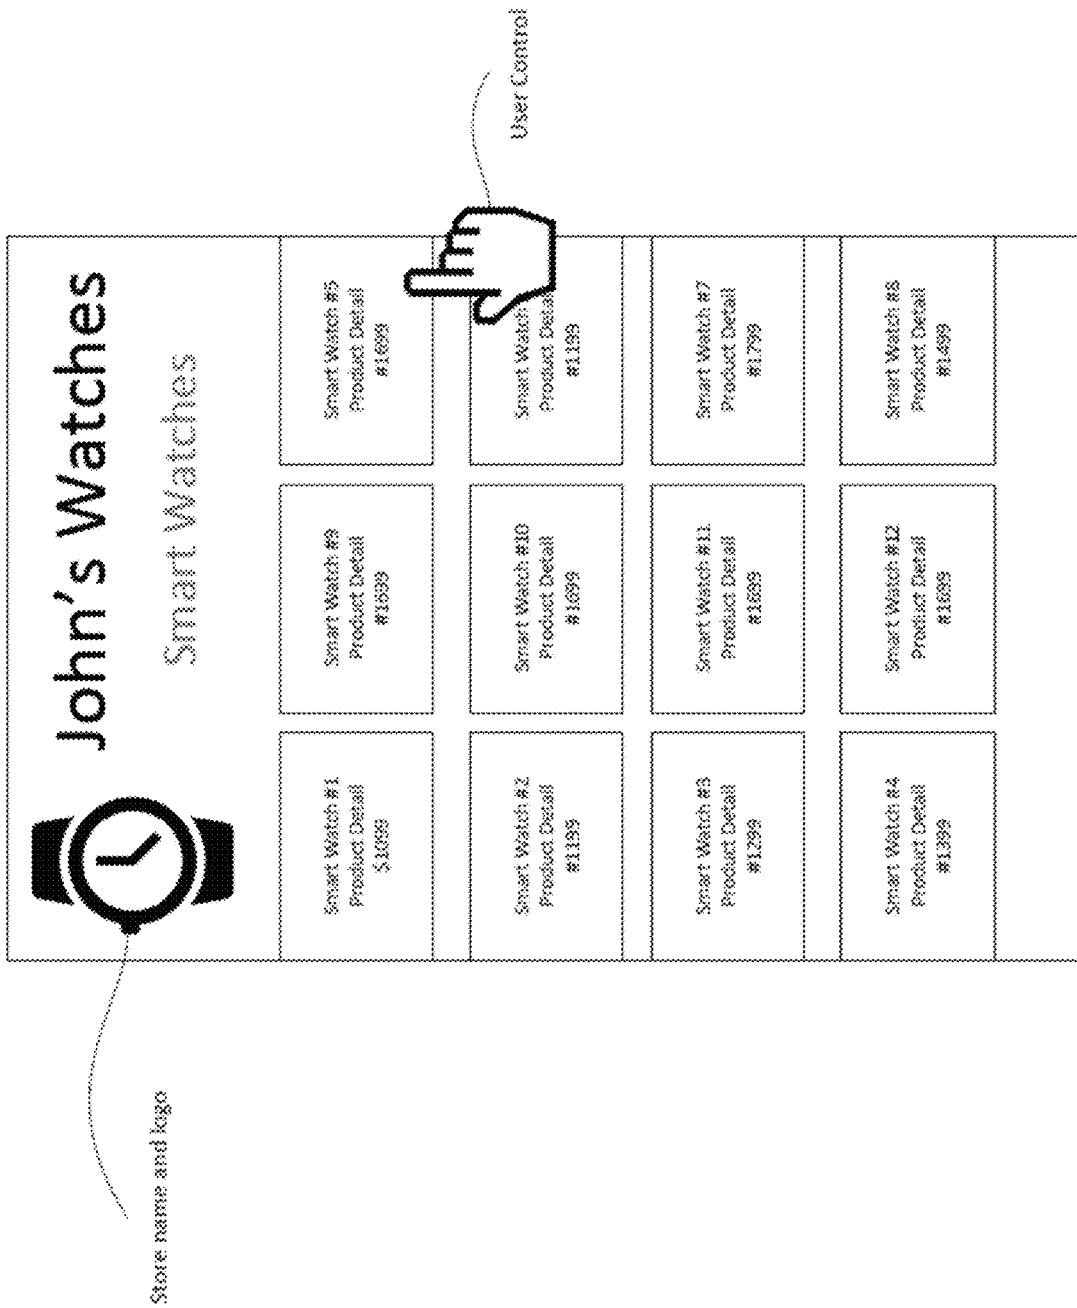 John's Watches
Store name and logo
Smart Watches
Smart Watch #1
Product Detail
$1099
Smart Watch #9
Product Detail
#1699
Smart Watch #5
Product Detail
#1699
Smart Watch #2
Product Detail
#1199
Smart Watch #10
Product Detail
#1699
Smart Watch
Product Detail
#1199
User Control
Smart Watch #3
Product Detail
#1299
Smart Watch #11
Product Detail
#1699
Smart Watch #7
Product Detail
#1799
Smart Watch #4
Product Detail
#1399
Smart Watch #12
Product Detail
#1699
Smart Watch #8
Product Detail
#1499